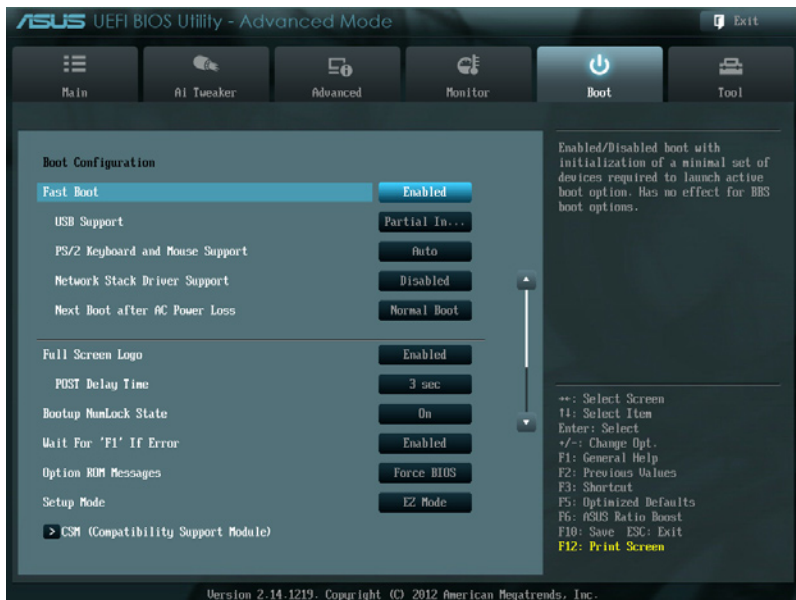 ASUS UEFI BIOS Utility - Advanced Mode
Exit
Main
Ai Tweaker
Advanced
Monitor
Boot
Tool
Boot Configuration
Fast Boot Enabled
USB Support Partial In...
PS/2 Keyboard and Mouse Support Auto
Network Stack Driver Support Disabled
Next Boot after AC Power Loss Normal Boot
Full Screen Logo Enabled
POST Delay Time 3 sec
Bootup NumLock State On
Wait For 'F1' If Error Enabled
Option ROM Messages Force BIOS
Setup Mode EZ Mode
> CSM (Compatibility Support Module)
Enabled/Disabled boot with
initialization of a minimal set of
devices required to launch active
boot option. Has no effect for BBS
boot options.
→←: Select Screen
↑↓: Select Item
Enter: Select
+/-: Change Opt.
F1: General Help
F2: Previous Values
F3: Shortcut
F5: Optimized Defaults
F6: ASUS Ratio Boost
F10: Save ESC: Exit
F12: Print Screen
Version 2.14.1219. Copyright (C) 2012 American Megatrends, Inc.